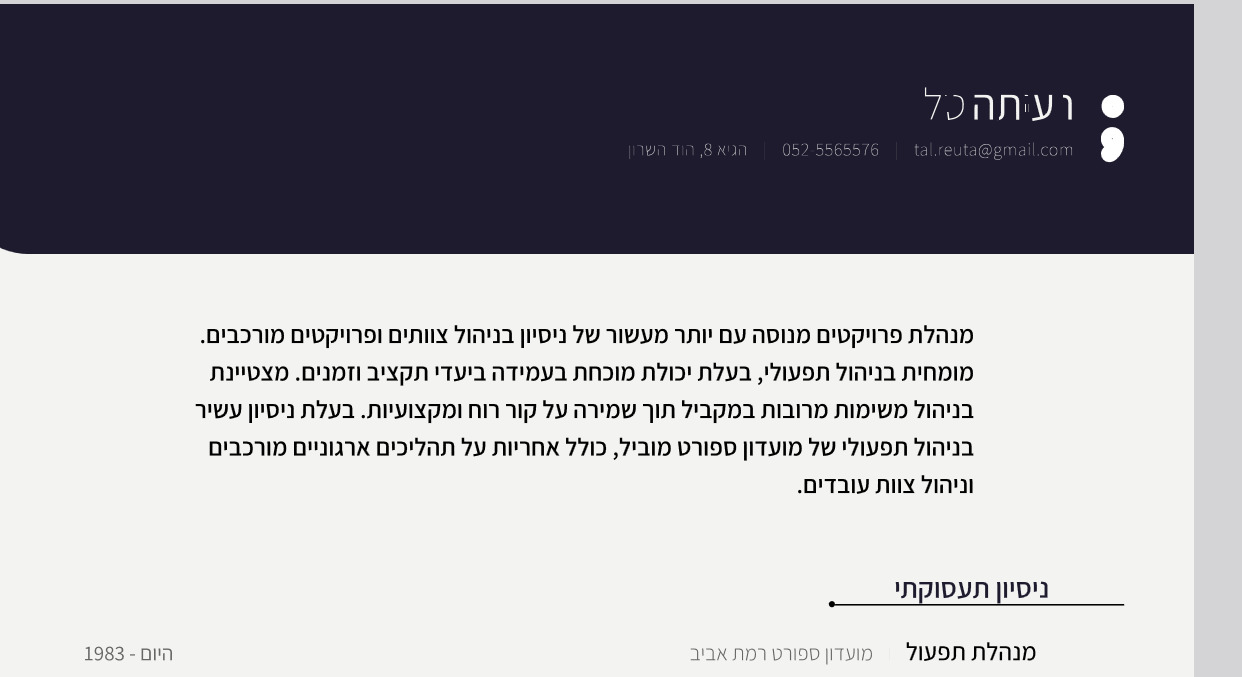 טל
tal.reuta@gmail.com | 052 5565576 | הגיא 8, הוד השרון
מנהלת פרויקטים מנוסה עם יותר מעשור של ניסיון בניהול צוותים ופרויקטים מורכבים.
מומחית בניהול תפעולי, בעלת יכולת מוכחת בעמידה ביעדי תקציב וזמנים. מצטיינת
בניהול משימות מרובות במקביל תוך שמירה על קור רוח ומקצועיות. בעלת ניסיון עשיר
בניהול תפעולי של מועדון ספורט מוביל, כולל אחריות על תהליכים ארגוניים מורכבים
וניהול צוות עובדים.
ניסיון תעסוקתי
מנהלת תפעול | מועדון ספורט רמת אביב היום - 1983